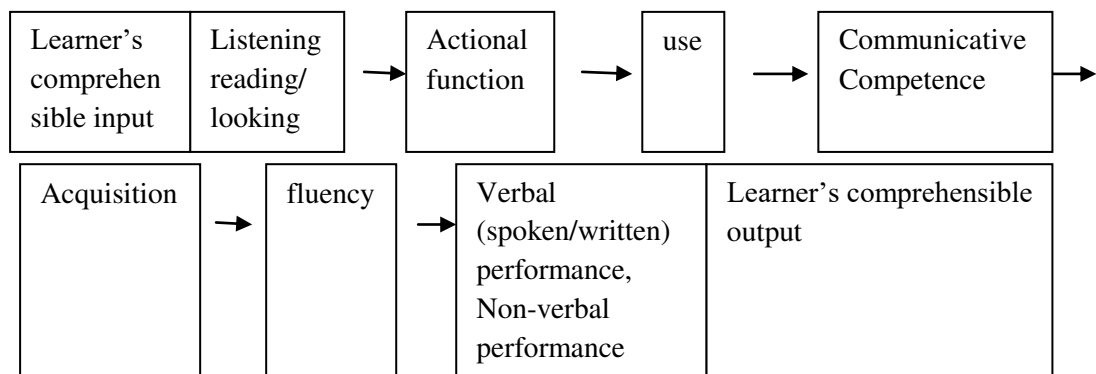 Learner’s
comprehen
sible input
Listening
reading/
looking
Actional
function
use
Communicative
Competence
Acquisition
fluency
Verbal
(spoken/written)
performance,
Non-verbal
performance
Learner’s comprehensible
output